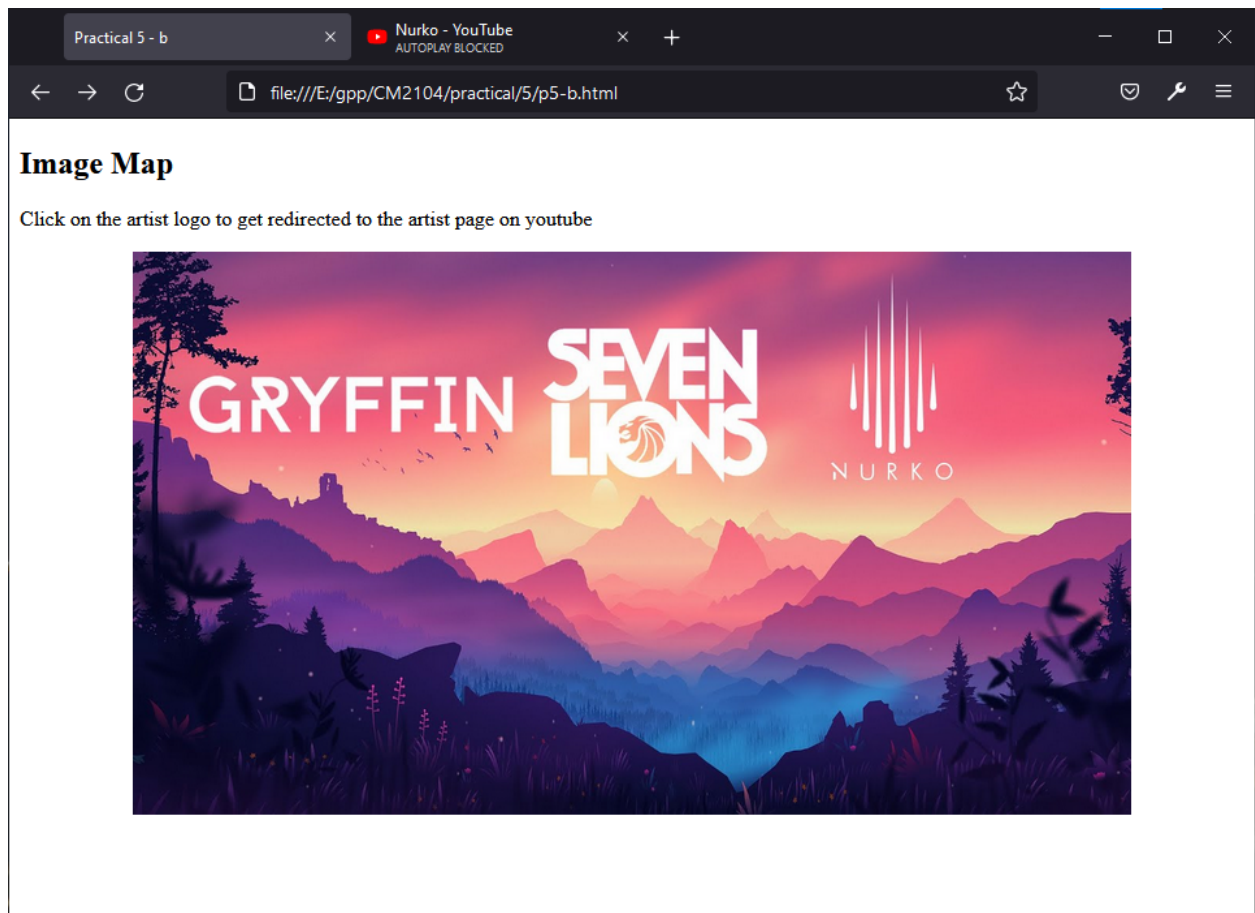 Practical 5 - b
Nurko - YouTube
AUTOPLAY BLOCKED
file:///E:/gpp/CM2104/practical/5/p5-b.html
Image Map
Click on the artist logo to get redirected to the artist page on youtube
GRYFFIN
SEVEN
LIONS
NURKO